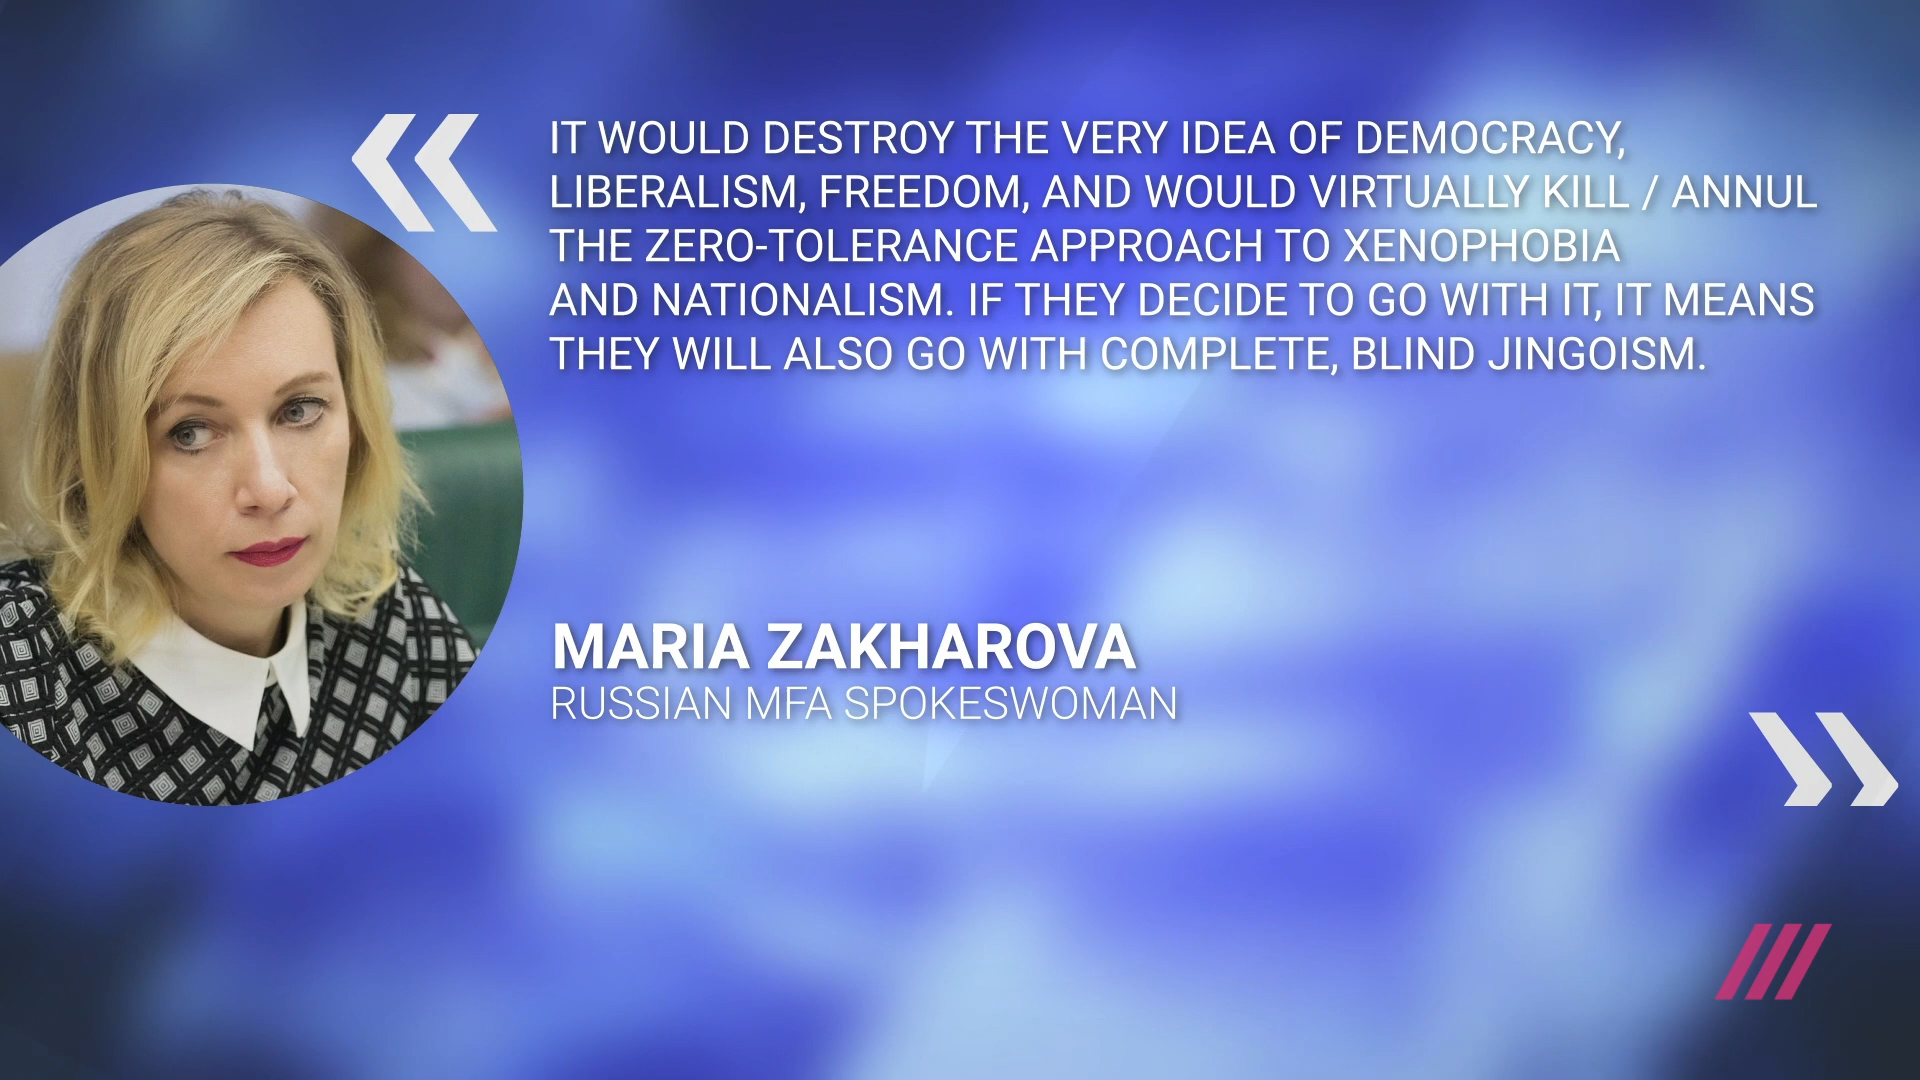 IT WOULD DESTROY THE VERY IDEA OF DEMOCRACY,
LIBERALISM, FREEDOM, AND WOULD VIRTUALLY KILL / ANNUL
THE ZERO-TOLERANCE APPROACH TO XENOPHOBIA
AND NATIONALISM. IF THEY DECIDE TO GO WITH IT, IT MEANS
THEY WILL ALSO GO WITH COMPLETE, BLIND JINGOISM.
MARIA ZAKHAROVA
RUSSIAN MFA SPOKESWOMAN